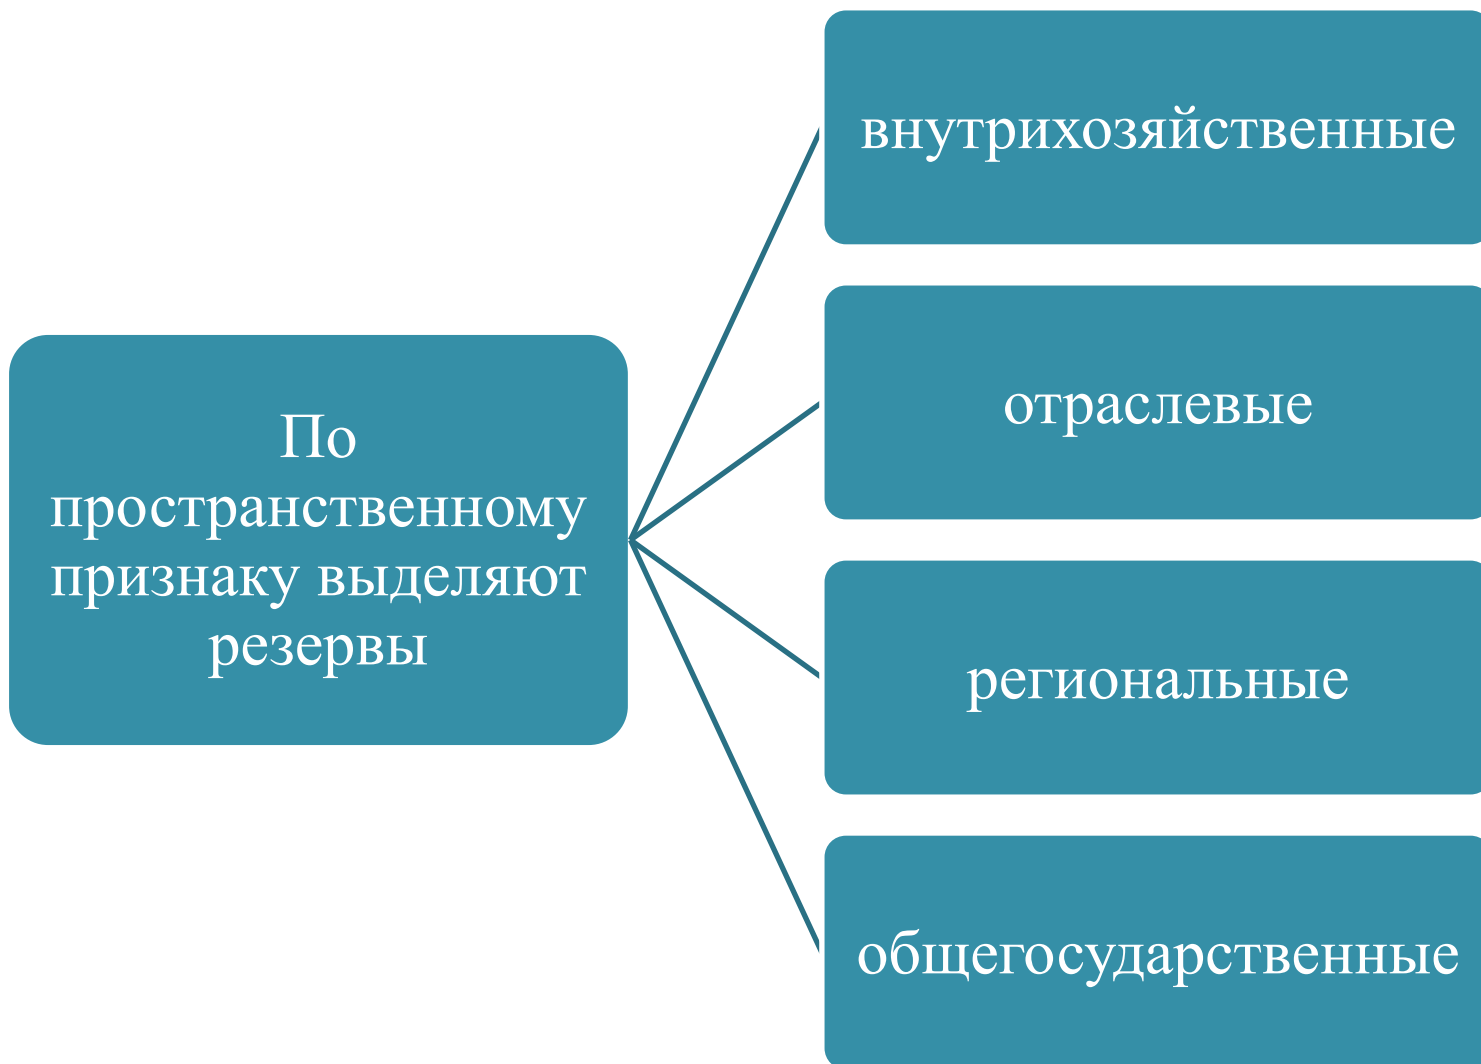 По
пространственному
признаку выделяют
резервы
внутрихозяйственные
отраслевые
региональные
общегосударственные